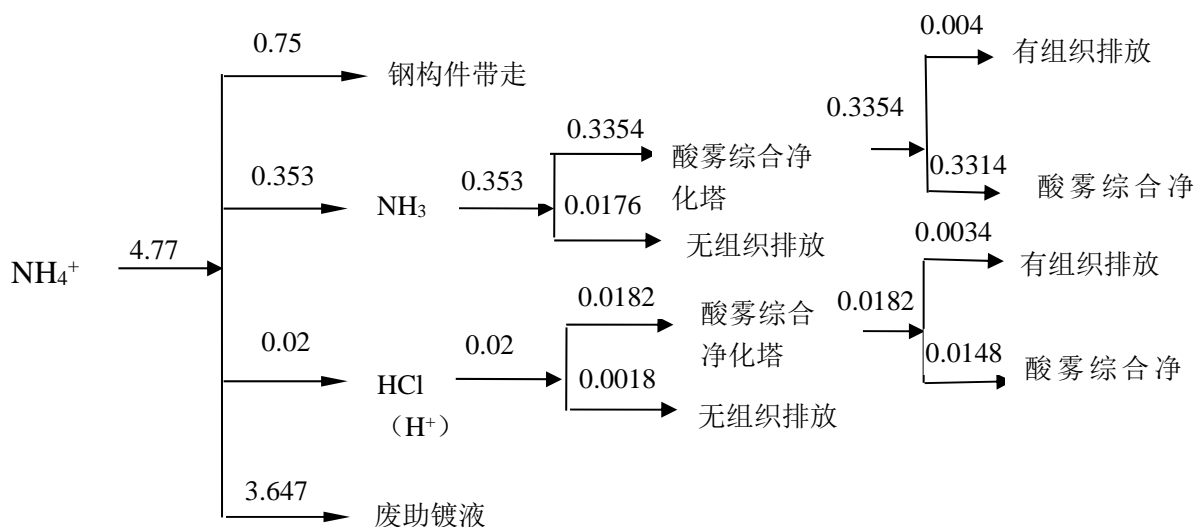 0.75
钢构件带走
0.004
有组织排放
0.3354
0.3354
酸雾综合净
化塔
0.3314
酸雾综合净
0.353
NH₃
0.353
0.0176
无组织排放
4.77
NH₄⁺
0.0034
有组织排放
0.0182
0.0182
酸雾综合
净化塔
0.0148
酸雾综合净
0.02
HCl
(H⁺)
0.02
0.0018
无组织排放
3.647
废助镀液